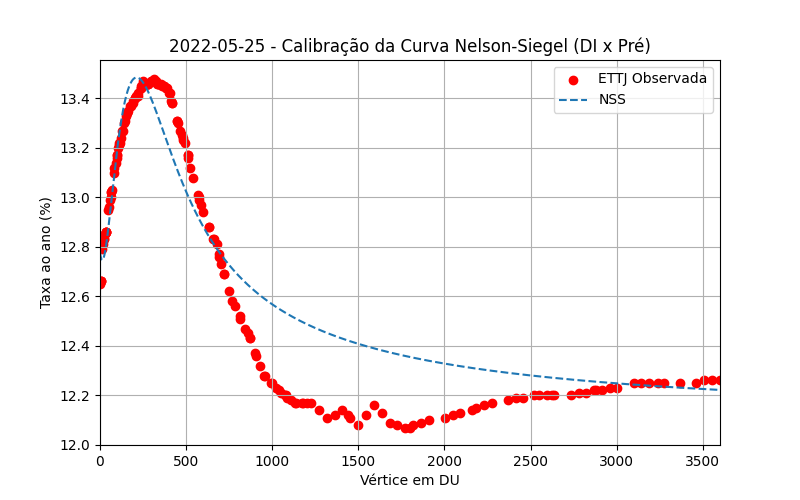 2022-05-25 - Calibração da Curva Nelson-Siegel (DI x Pré)
ETTJ Observada
NSS
Taxa ao ano (%)
13.4
13.2
13.0
12.8
12.6
12.4
12.2
12.0
0 500 1000 1500 2000 2500 3000 3500
Vértice em DU